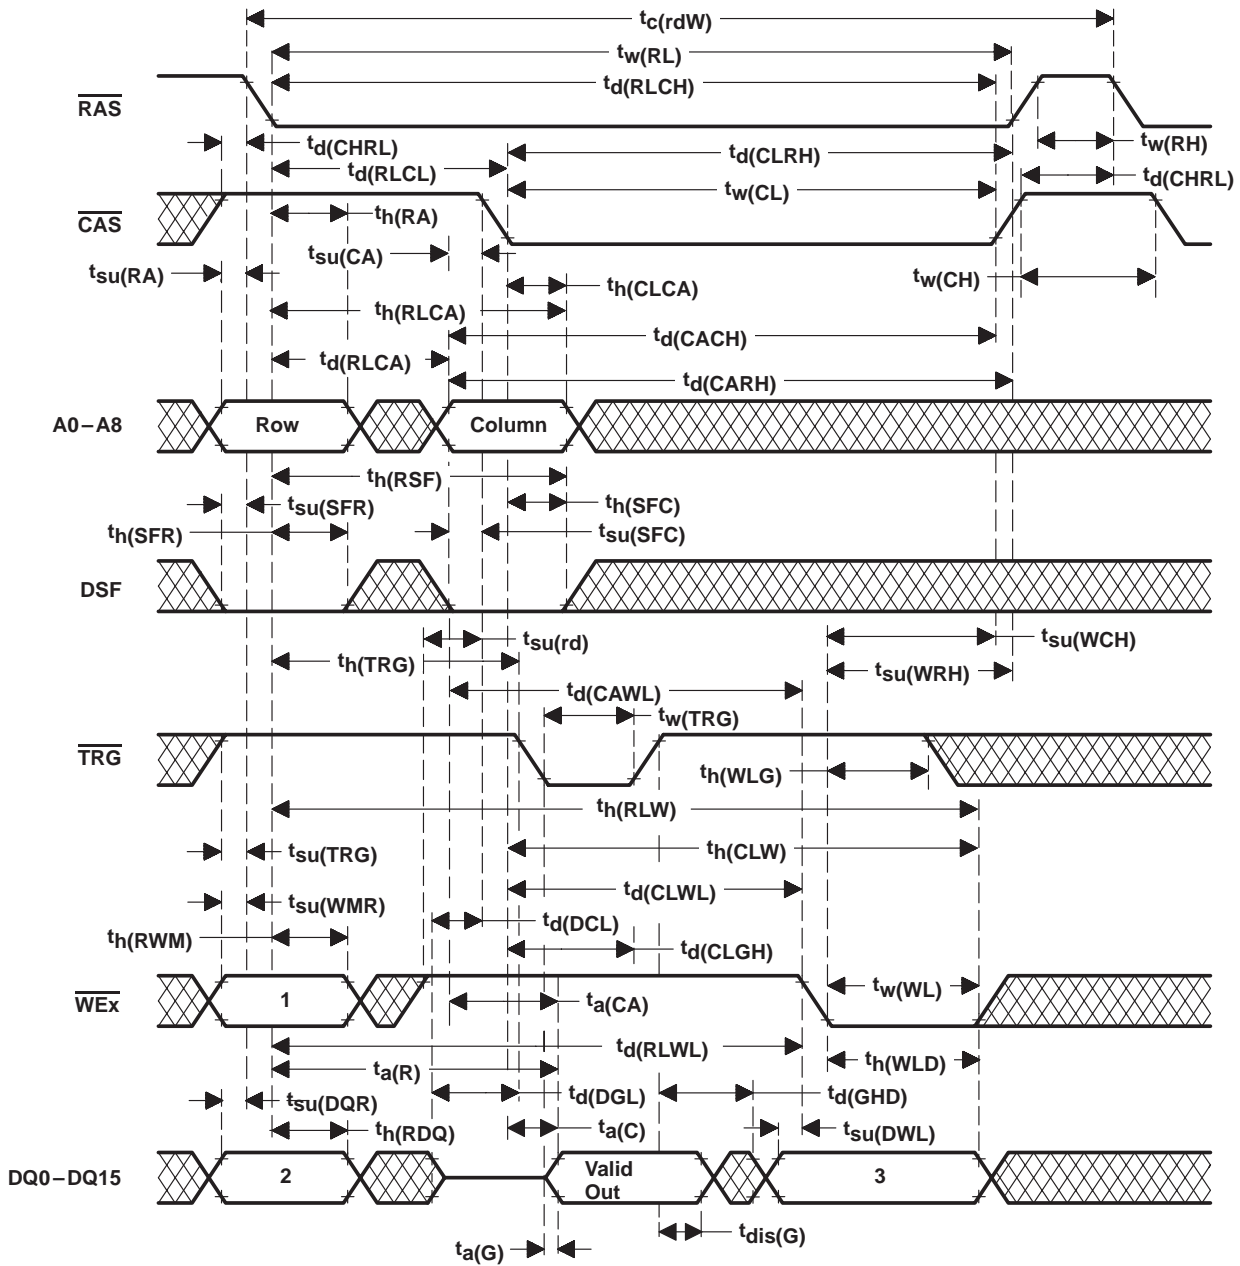 tc(rdW)
tw(RL)
td(RLCH)
RAS
td(CHRL)
td(CLRH)
tw(RH)
td(RLCL)
td(CHRL)
tw(CL)
CAS
th(RA)
tsu(CA)
tsu(RA)
tw(CH)
th(CLCA)
th(RLCA)
td(CACH)
td(RLCA)
td(CARH)
A0–A8
Row
Column
th(RSF)
tsu(SFR)
th(SFC)
th(SFR)
tsu(SFC)
DSF
tsu(rd)
tsu(WCH)
th(TRG)
tsu(WRH)
td(CAWL)
tw(TRG)
TRG
th(WLG)
th(RLW)
tsu(TRG)
th(CLW)
td(CLWL)
tsu(WMR)
td(DCL)
th(RWM)
td(CLGH)
WEx
1
ta(CA)
tw(WL)
td(RLWL)
th(WLD)
ta(R)
tsu(DQR)
td(DGL)
td(GHD)
th(RDQ)
ta(C)
tsu(DWL)
DQ0–DQ15
2
Valid
Out
3
ta(G)
tdis(G)